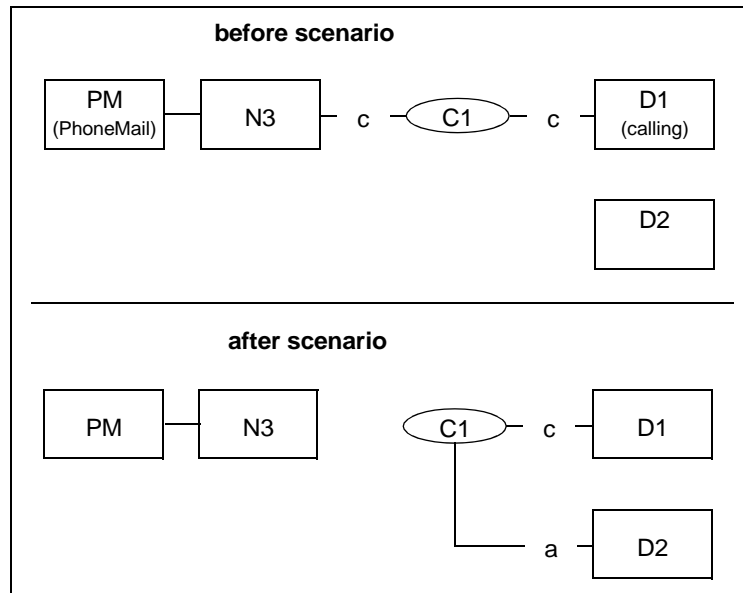 before scenario
PM
(PhoneMail)
N3
c
C1
c
D1
(calling)
D2
after scenario
PM
N3
C1
c
D1
a
D2